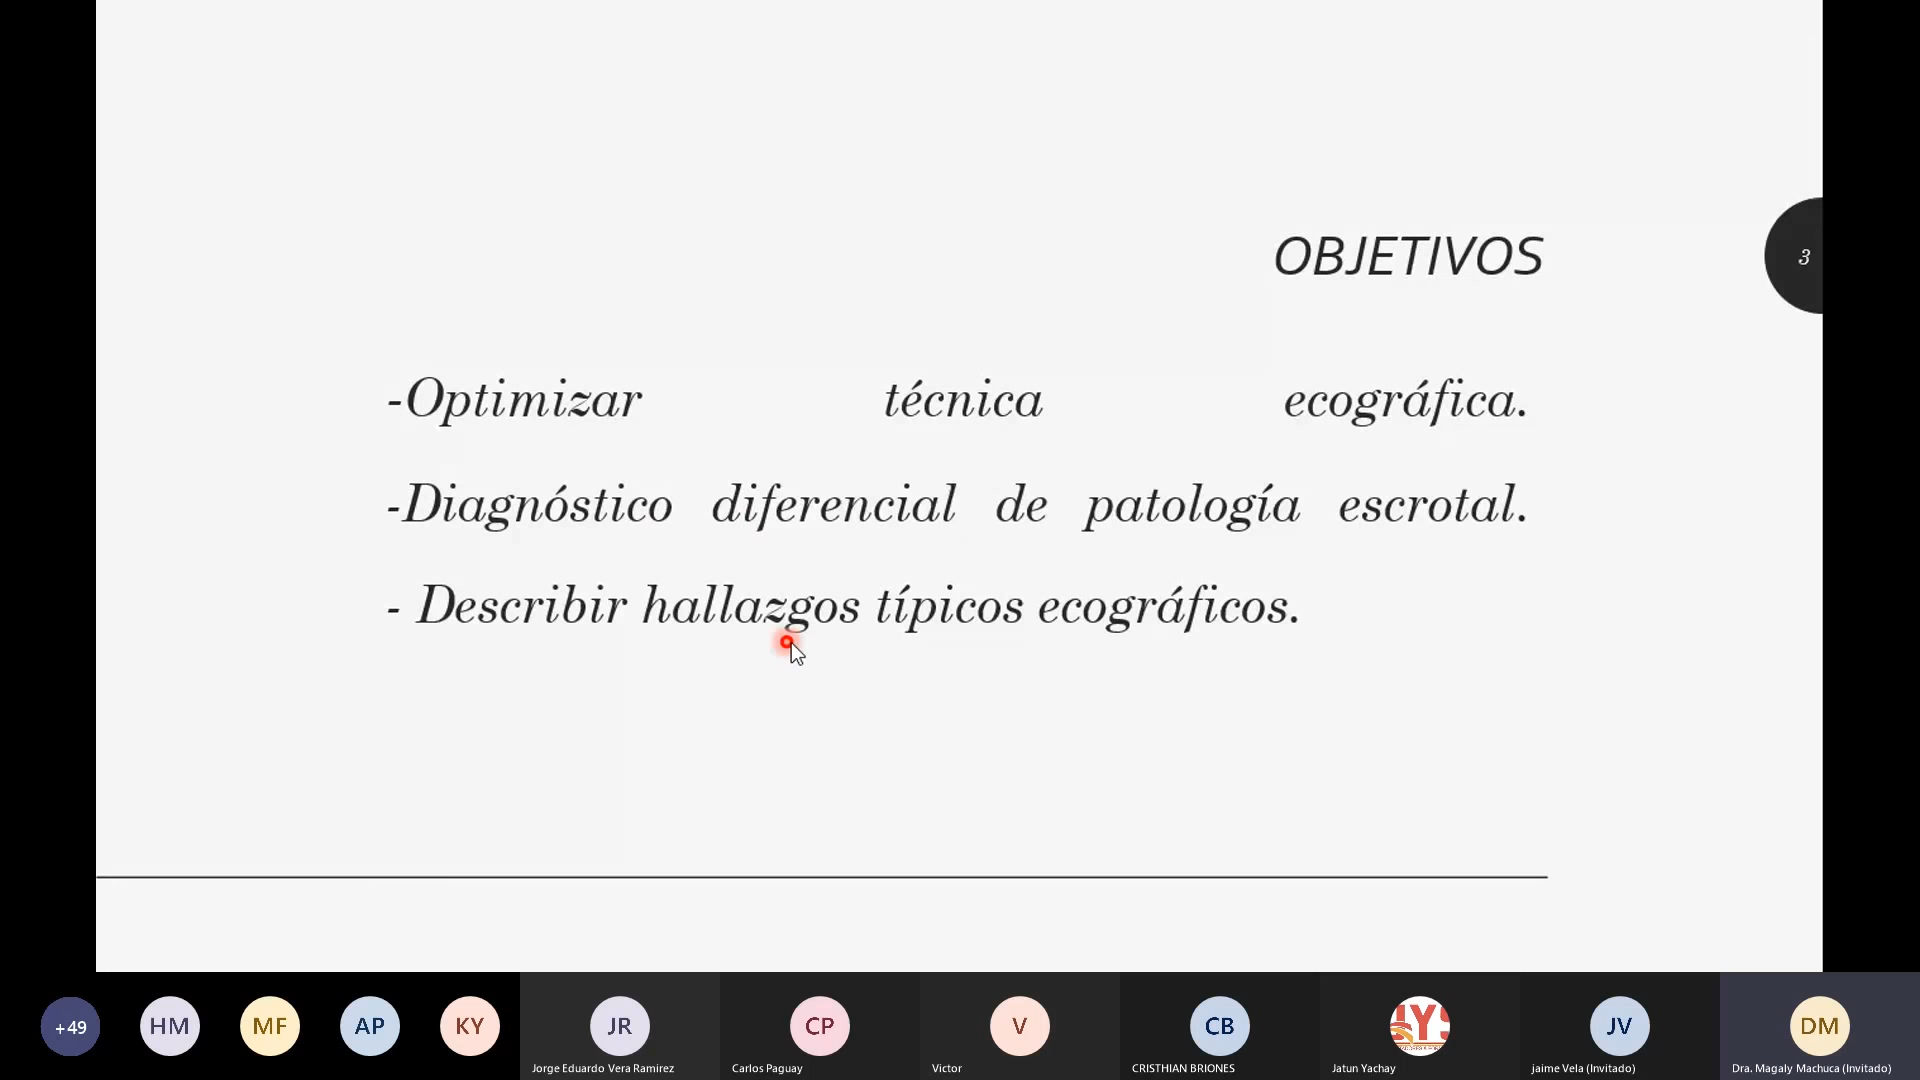 OBJETIVOS
3
-Optimizar técnica ecográfica.
-Diagnóstico diferencial de patología escrotal.
- Describir hallazgos típicos ecográficos.
+49
HM
MF
AP
KY
JR
CP
V
CB
JV
DM
Jorge Eduardo Vera Ramirez
Carlos Paguay
Victor
CRISTHIAN BRIONES
Jatun Yachay
jaime Vela (Invitado)
Dra. Magaly Machuca (Invitado)